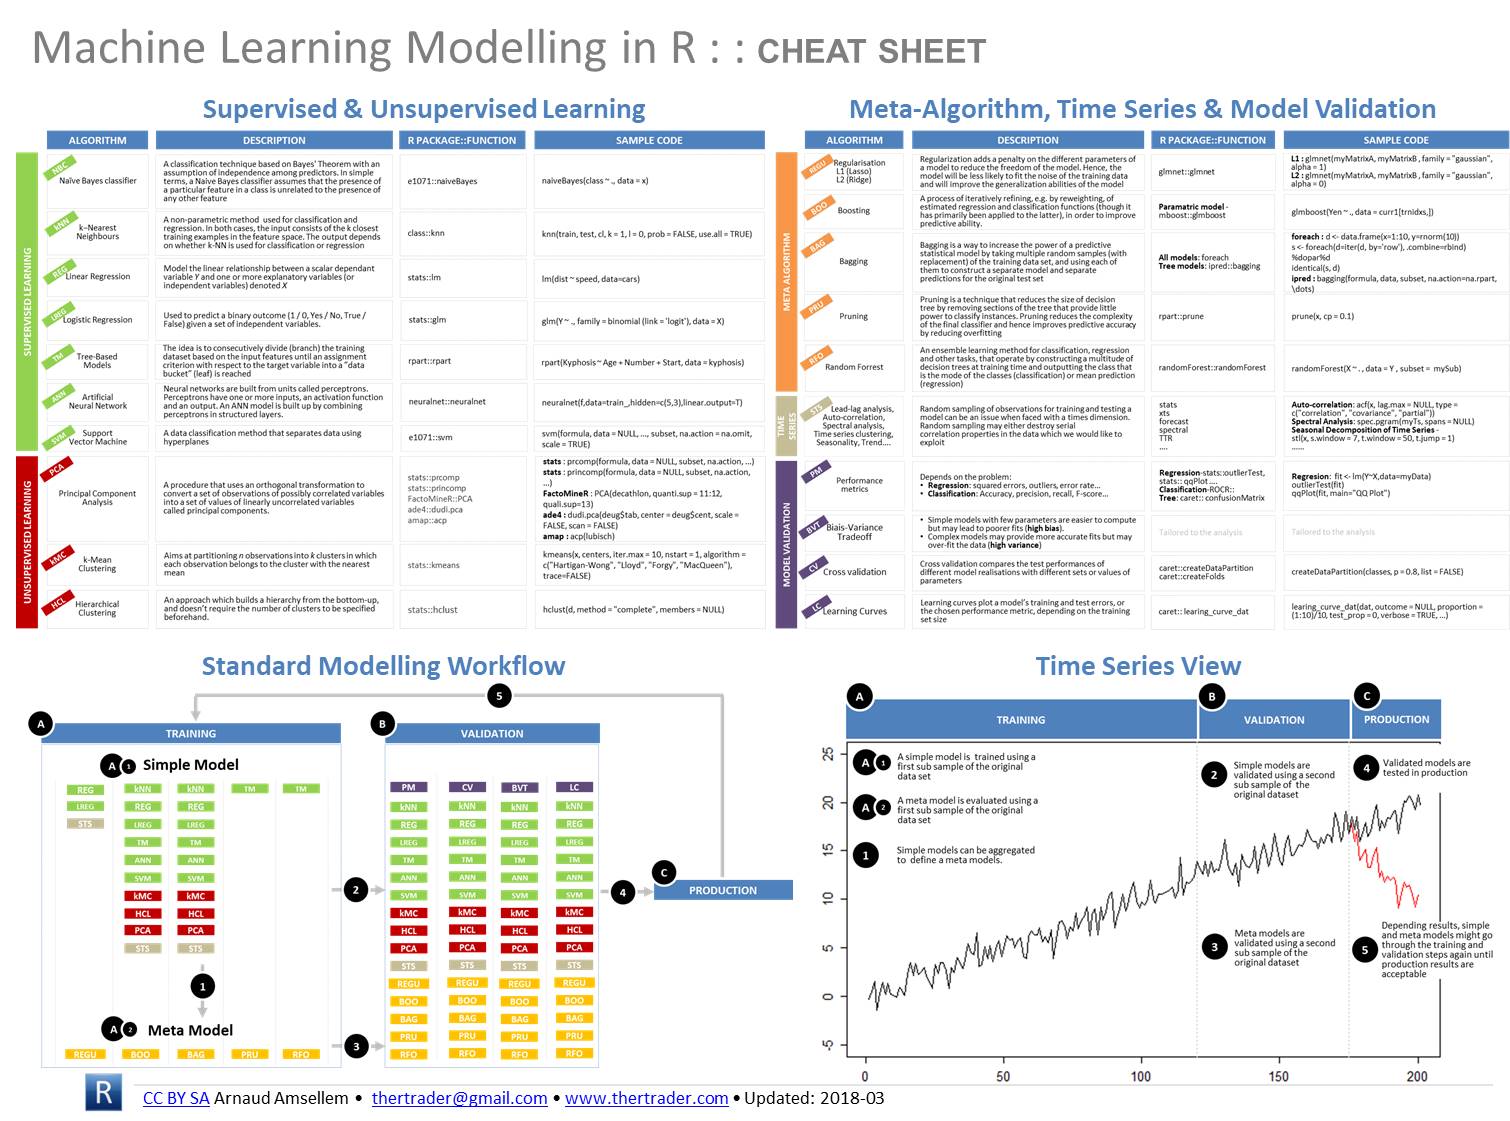 Machine Learning Modelling in R : : CHEAT SHEET
Supervised & Unsupervised Learning
ALGORITHM
DESCRIPTION
R PACKAGE::FUNCTION
SAMPLE CODE
SUPERVISED LEARNING
NBC
Naïve Bayes classifier
A classification technique based on Bayes' Theorem with an
assumption of independence among predictors. In simple
terms, a Naive Bayes classifier assumes that the presence of
a particular feature in a class is unrelated to the presence of
any other feature
e1071::naiveBayes
naiveBayes(class ~ ., data = x)
kNN
k–Nearest
Neighbours
A non-parametric method used for classification and
regression. In both cases, the input consists of the k closest
training examples in the feature space. The output depends
on whether k-NN is used for classification or regression
class::knn
knn(train, test, cl, k = 1, l = 0, prob = FALSE, use.all = TRUE)
REG
Linear Regression
Model the linear relationship between a scalar dependant
variable Y and one or more explanatory variables (or
independent variables) denoted X
stats::lm
lm(dist ~ speed, data=cars)
LREG
Logistic Regression
Used to predict a binary outcome (1 / 0, Yes / No, True /
False) given a set of independent variables.
stats::glm
glm(Y ~ ., family = binomial (link = 'logit'), data = X)
TM
Tree-Based
Models
The idea is to consecutively divide (branch) the training
dataset based on the input features until an assignment
criterion with respect to the target variable into a "data
bucket" (leaf) is reached
rpart::rpart
rpart(Kyphosis ~ Age + Number + Start, data = kyphosis)
ANN
Artificial
Neural Network
Neural networks are built from units called perceptrons.
Perceptrons have one or more inputs, an activation function
and an output. An ANN model is built up by combining
perceptrons in structured layers.
neuralnet::neuralnet
neuralnet(f,data=train_,hidden=c(5,3),linear.output=T)
SVM
Support
Vector Machine
A data classification method that separates data using
hyperplanes
e1071::svm
svm(formula, data = NULL, ..., subset, na.action = na.omit,
scale = TRUE)
UNSUPERVISED LEARNING
PCA
Principal Component
Analysis
A procedure that uses an orthogonal transformation to
convert a set of observations of possibly correlated variables
into a set of values of linearly uncorrelated variables
called principal components.
stats::prcomp
stats::princomp
FactoMineR::PCA
ade4::dudi.pca
amap::acp
stats : prcomp(formula, data = NULL, subset, na.action, ...)
stats : princomp(formula, data = NULL, subset, na.action,
...)
FactoMineR : PCA(decathlon, quanti.sup = 11:12,
quali.sup=13)
ade4 : dudi.pca(deug$tab, center = deug$cent, scale =
FALSE, scan = FALSE)
amap : acp(lubisch)
kMC
k-Mean
Clustering
Aims at partitioning n observations into k clusters in which
each observation belongs to the cluster with the nearest
mean
stats::kmeans
kmeans(x, centers, iter.max = 10, nstart = 1, algorithm =
c("Hartigan-Wong", "Lloyd", "Forgy", "MacQueen"),
trace=FALSE)
HCL
Hierarchical
Clustering
An approach which builds a hierarchy from the bottom-up,
and doesn't require the number of clusters to be specified
beforehand.
stats::hclust
hclust(d, method = "complete", members = NULL)
Meta-Algorithm, Time Series & Model Validation
ALGORITHM
DESCRIPTION
R PACKAGE::FUNCTION
SAMPLE CODE
META ALGORITHM
REGU
Regularisation
L1 (Lasso)
L2 (Ridge)
Regularization adds a penalty on the different parameters of
a model to reduce the freedom of the model. Hence, the
model will be less likely to fit the noise of the training data
and will improve the generalization abilities of the model
glmnet::glmnet
L1 : glmnet(myMatrixA, myMatrixB , family = "gaussian",
alpha = 1)
L2 : glmnet(myMatrixA, myMatrixB , family = "gaussian",
alpha = 0)
BOO
Boosting
A process of iteratively refining, e.g. by reweighting, of
estimated regression and classification functions (though it
has primarily been applied to the latter), in order to improve
predictive ability.
Paramatric model -
mboost::glmboost
glmboost(Yen ~ ., data = curr1[trnidxs,])
BAG
Bagging
Bagging is a way to increase the power of a predictive
statistical model by taking multiple random samples (with
replacement) of the training data set, and using each of
them to construct a separate model and separate
predictions for the original test set
All models: foreach
Tree models: ipred::bagging
foreach : d <- data.frame(x=1:10, y=rnorm(10))
s <- foreach(d=iter(d, by='row'), .combine=rbind)
%dopar%d
identical(s, d)
ipred : bagging(formula, data, subset, na.action=na.rpart,
\dots)
PRU
Pruning
Pruning is a technique that reduces the size of decision
tree by removing sections of the tree that provide little
power to classify instances. Pruning reduces the complexity
of the final classifier and hence improves predictive accuracy
by reducing overfitting
rpart::prune
prune(x, cp = 0.1)
RFO
Random Forrest
An ensemble learning method for classification, regression
and other tasks, that operate by constructing a multitude of
decision trees at training time and outputting the class that
is the mode of the classes (classification) or mean prediction
(regression)
randomForest::randomForest
randomForest(X ~ . , data = Y , subset = mySub)
TIME
SERIES
STS
Lead-lag analysis,
Auto-correlation,
Spectral analysis,
Time series clustering,
Seasonality, Trend….
Random sampling of observations for training and testing a
model can be an issue when faced with a times dimension.
Random sampling may either destroy serial
correlation properties in the data which we would like to
exploit
stats
xts
forecast
spectral
TTR
….
Auto-correlation: acf(x, lag.max = NULL, type =
c("correlation", "covariance", "partial"))
Spectral Analysis: spec.pgram(myTs, spans = NULL)
Seasonal Decomposition of Time Series -
stl(x, s.window = 7, t.window = 50, t.jump = 1)
……
MODEL VALIDATION
PM
Performance
metrics
Depends on the problem:
• Regression: squared errors, outliers, error rate…
• Classification: Accuracy, precision, recall, F-score…
Regression-stats::outlierTest,
stats:: qqPlot ….
Classification-ROCR::
Tree: caret:: confusionMatrix
Regression: fit <- lm(Y~X,data=myData)
outlierTest(fit)
qqPlot(fit, main="QQ Plot")
BVT
Biais-Variance
Tradeoff
• Simple models with few parameters are easier to compute
but may lead to poorer fits (high bias).
• Complex models may provide more accurate fits but may
over-fit the data (high variance)
Tailored to the analysis
Tailored to the analysis
CV
Cross validation
Cross validation compares the test performances of
different model realisations with different sets or values of
parameters
caret::createDataPartition
caret::createFolds
createDataPartition(classes, p = 0.8, list = FALSE)
LC
Learning Curves
Learning curves plot a model's training and test errors, or
the chosen performance metric, depending on the training
set size
caret:: learing_curve_dat
learing_curve_dat(dat, outcome = NULL, proportion =
(1:10)/10, test_prop = 0, verbose = TRUE, ...)
Standard Modelling Workflow
5
A
TRAINING
A 1 Simple Model
REG kNN kNN TM TM
LREG REG REG
STS LREG LREG
TM TM
ANN ANN
SVM SVM
kMC kMC
HCL HCL
PCA PCA
STS STS
1
A 2 Meta Model
REGU BOO BAG PRU RFO
2
3
B
VALIDATION
PM CV BVT LC
kNN kNN kNN kNN
REG REG REG REG
LREG LREG LREG LREG
TM TM TM TM
ANN ANN ANN ANN
SVM SVM SVM SVM
kMC kMC kMC kMC
HCL HCL HCL HCL
PCA PCA PCA PCA
STS STS STS STS
REGU REGU REGU REGU
BOO BOO BOO BOO
BAG BAG BAG BAG
PRU PRU PRU PRU
RFO RFO RFO RFO
4
C
PRODUCTION
Time Series View
A
TRAINING
B
VALIDATION
C
PRODUCTION
A 1
A simple model is trained using a
first sub sample of the original
data set
A 2
A meta model is evaluated using a
first sub sample of the original
data set
1
Simple models can be aggregated
to define a meta models.
2
Simple models are
validated using a second
sub sample of the
original dataset
3
Meta models are
validated using a second
sub sample of the
original dataset
4
Validated models are
tested in production
5
Depending results, simple
and meta models might go
through the training and
validation steps again until
production results are
acceptable
25
20
15
10
5
0
-5
0 50 100 150 200
R
CC BY SA Arnaud Amsellem • thertrader@gmail.com • www.thertrader.com • Updated: 2018-03